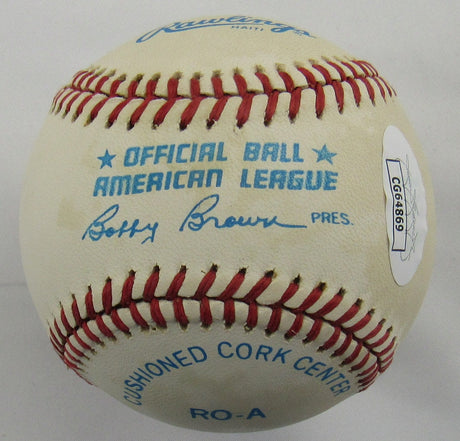 Rawlings
HAITI
★ OFFICIAL BALL ★
AMERICAN LEAGUE
Bobby Brown PRES.
CG64869
CUSHIONED CORK CENTER
RO-A